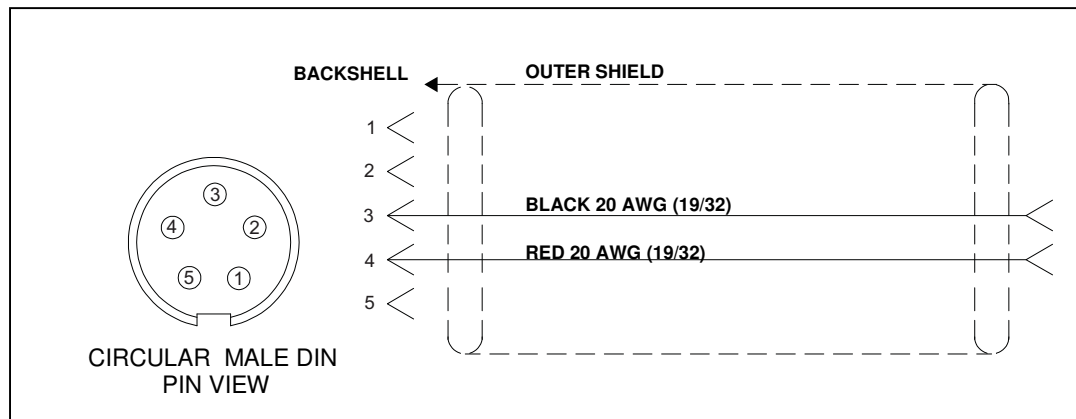 BACKSHELL
OUTER SHIELD
1
2
3
BLACK 20 AWG (19/32)
4
RED 20 AWG (19/32)
5
3
4
2
5
1
CIRCULAR MALE DIN
PIN VIEW